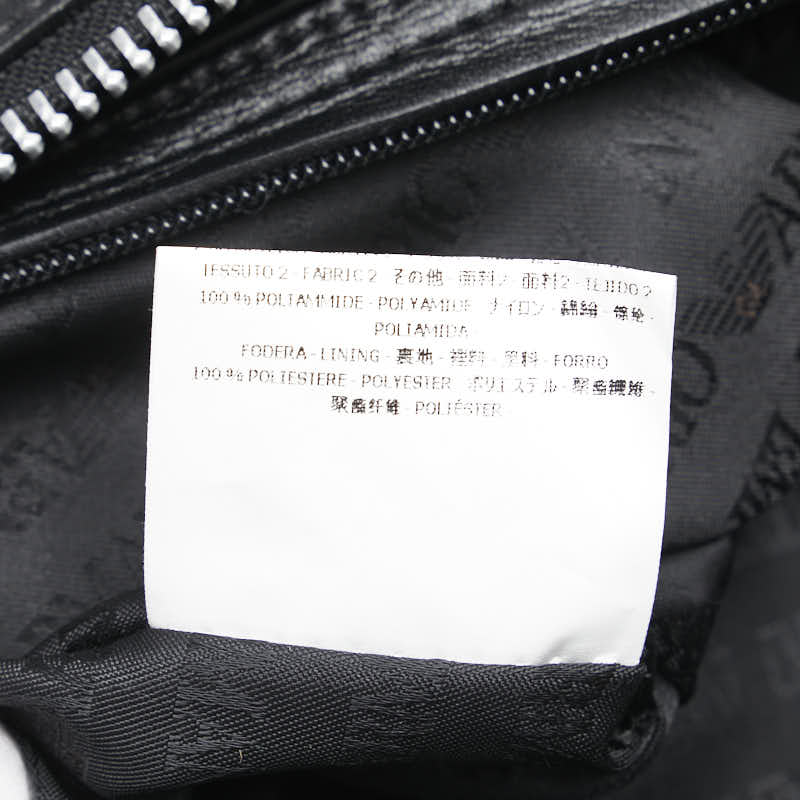 TESSUTO 2 - FABRIC 2 その他 - 面料2 - 面料2 - TEJIDO 2
100 % POLIAMMIDE - POLYAMIDE ナイロン - 錦綸 - 锦纶 -
POLIAMIDA
FODERA - LINING - 裏地 - 裡料 - 里料 - FORRO
100 % POLIESTERE - POLYESTER ポリエステル - 聚酯纖維 -
聚酯纤维 - POLIÉSTER